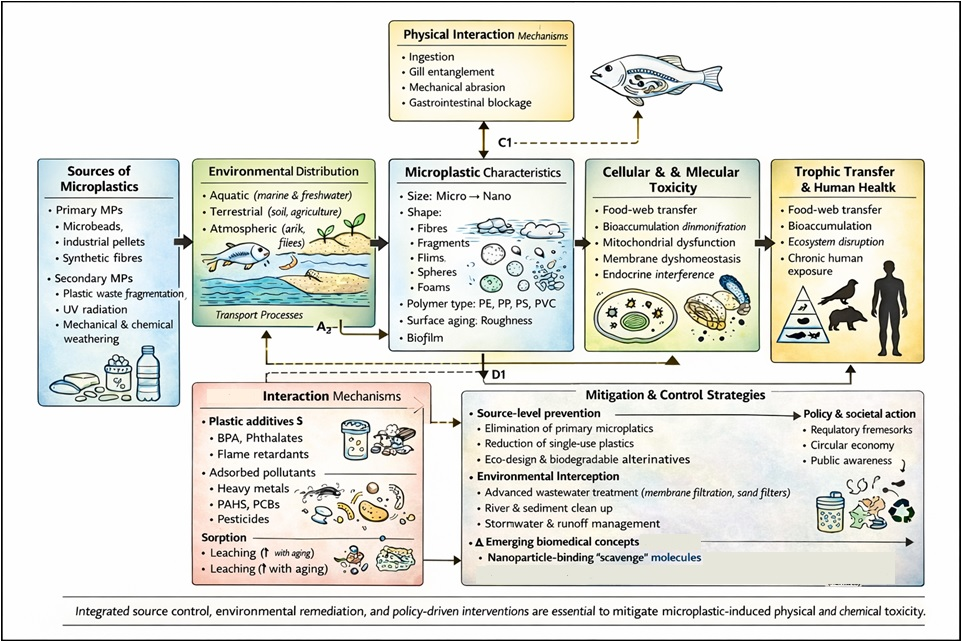 Physical Interaction Mechanisms
• Ingestion
• Gill entanglement
• Mechanical abrasion
• Gastrointestinal blockage
C1
Sources of
Microplastics
• Primary MPs
• Microbeads,
• industrial pellets
• Synthetic fibres
• Secondary MPs
• Plastic waste fragmentation,
• UV radiation
• Mechanical & chemical
weathering
Environmental Distribution
• Aquatic (marine & freshwater)
• Terrestrial (soil, agriculture)
• Atmospheric (arik,
filees)
Transport Processes
A2
Microplastic Characteristics
• Size: Micro → Nano
• Shape:
• Fibres
• Fragments
• Flims.
• Spheres
• Foams
• Polymer type: PE, PP, PS, PVC
• Surface aging: Roughness
• Biofilm
Cellular & & Mlecular
Toxicity
• Food-web transfer
• Bioaccumulation dinmonifration
• Mitochondrial dysfunction
• Membrane dyshomeostasis
• Endocrine interference
Trophic Transfer
& Human Healtk
• Food-web transfer
• Bioaccumulation
• Ecosystem disruption
• Chronic human
exposure
D1
Interaction Mechanisms
• Plastic additives S
• BPA, Phthalates
• Flame retardants
• Adsorbed pollutants
• Heavy metals
• PAHS, PCBs
• Pesticides
Sorption
• Leaching (↑ with aging)
• Leaching (↑ with aging)
Mitigation & Control Strategies
• Source-level prevention
• Elimination of primary microplatics
• Reduction of single-use plastics
• Eco-design & biodegradable alternatives
• Environmental Interception
• Advanced wastewater treatment (membrane filtration, sand filters)
• River & sediment clean up
• Stormwater & runoff management
• Δ Emerging biomedical concepts
• Nanoparticle-binding “scavenge” molecules
Policy & societal action
• Requlatory fremesorks
• Circular economy
• Public awareness
Integrated source control, environmental remediation, and policy-driven interventions are essential to mitigate microplastic-induced physical and chemical toxicity.